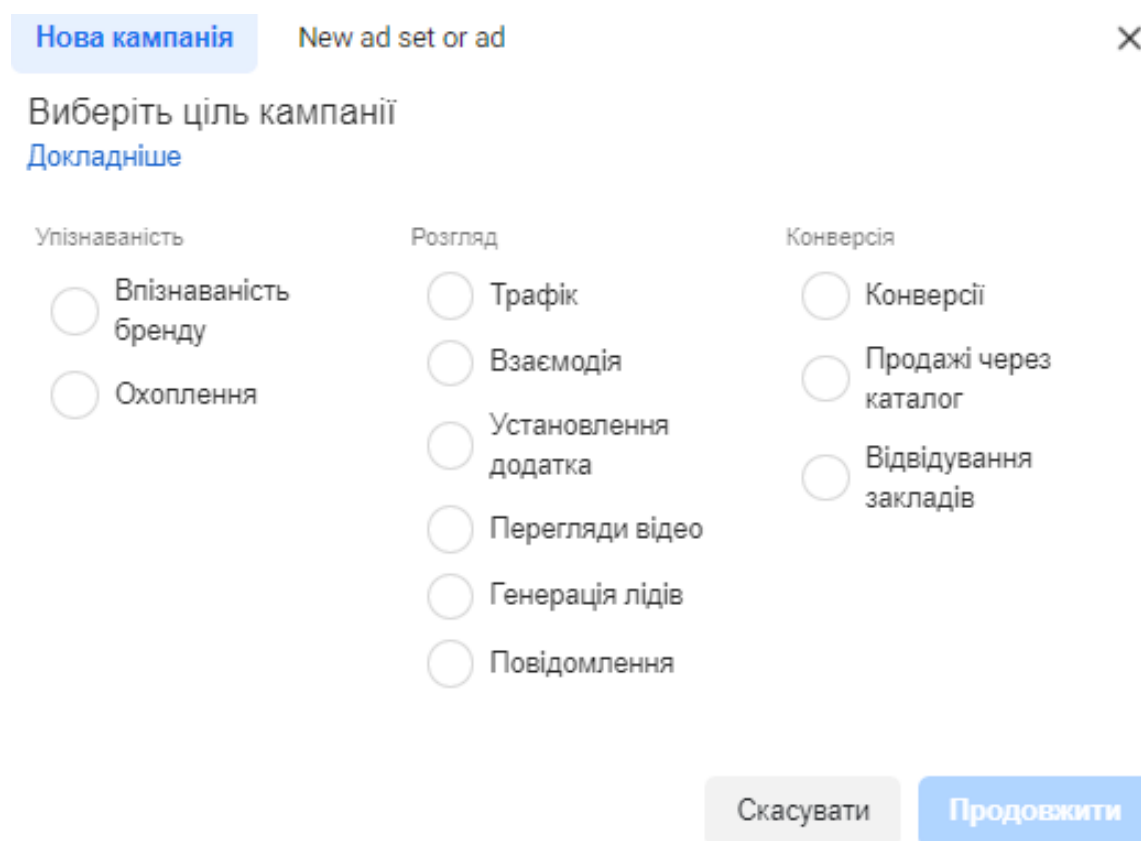 Нова кампанія
New ad set or ad
Виберіть ціль кампанії
Докладніше
Упізнаваність
Впізнаваність
бренду
Охоплення
Розгляд
Трафік
Взаємодія
Установлення
додатка
Перегляди відео
Генерація лідів
Повідомлення
Конверсія
Конверсії
Продажі через
каталог
Відвідування
закладів
Скасувати
Продовжити